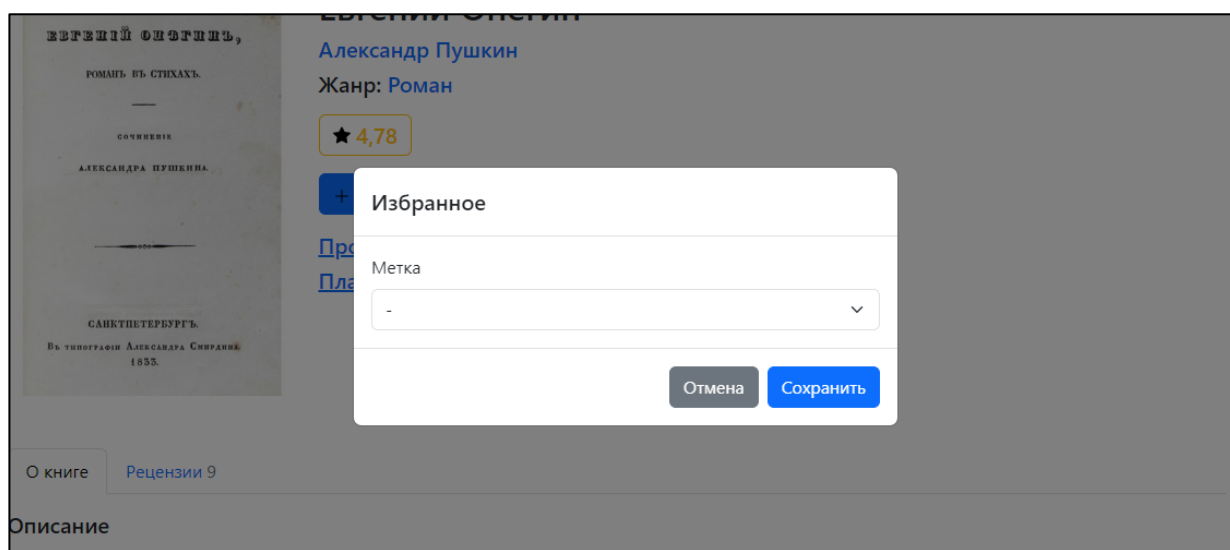 ЕВГЕНІЙ ОНѢГИНЪ,
РОМАНЪ ВЪ СТИХАХЪ.
СОЧИНЕНІЕ
АЛЕКСАНДРА ПУШКИНА.
САНКТПЕТЕРБУРГЪ.
Въ типографіи Александра Смирдина.
1833.
Евгений Онегин
Александр Пушкин
Жанр: Роман
★ 4,78
+
Избранное
Метка
-
Отмена Сохранить
О книге Рецензии 9
Описание